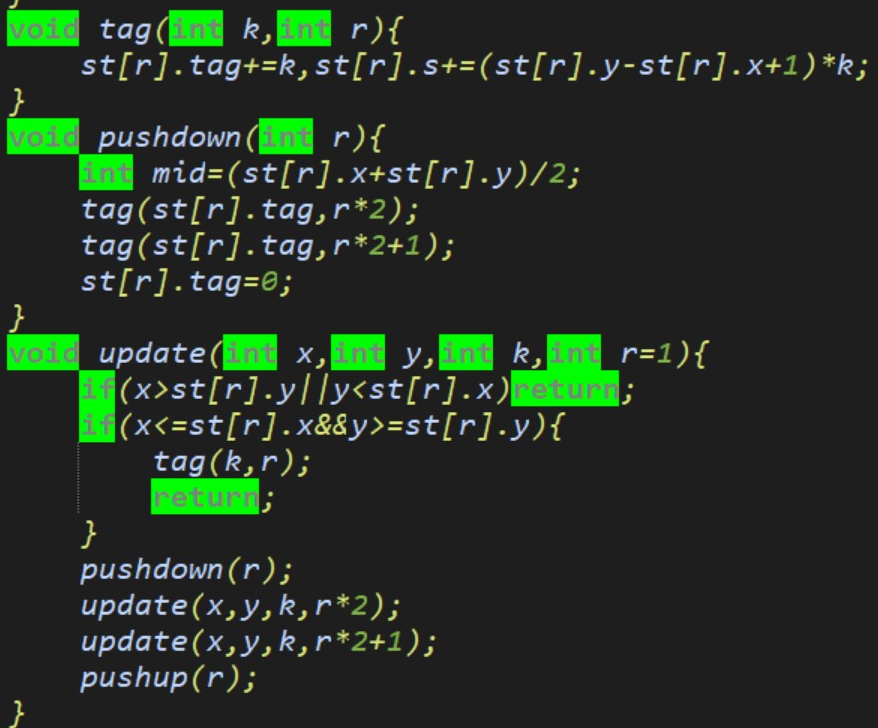 }
void tag(int k,int r){
    st[r].tag+=k,st[r].s+=(st[r].y-st[r].x+1)*k;
}
void pushdown(int r){
    int mid=(st[r].x+st[r].y)/2;
    tag(st[r].tag,r*2);
    tag(st[r].tag,r*2+1);
    st[r].tag=0;
}
void update(int x,int y,int k,int r=1){
    if(x>st[r].y||y<st[r].x)return;
    if(x<=st[r].x&&y>=st[r].y){
        tag(k,r);
        return;
    }
    pushdown(r);
    update(x,y,k,r*2);
    update(x,y,k,r*2+1);
    pushup(r);
}